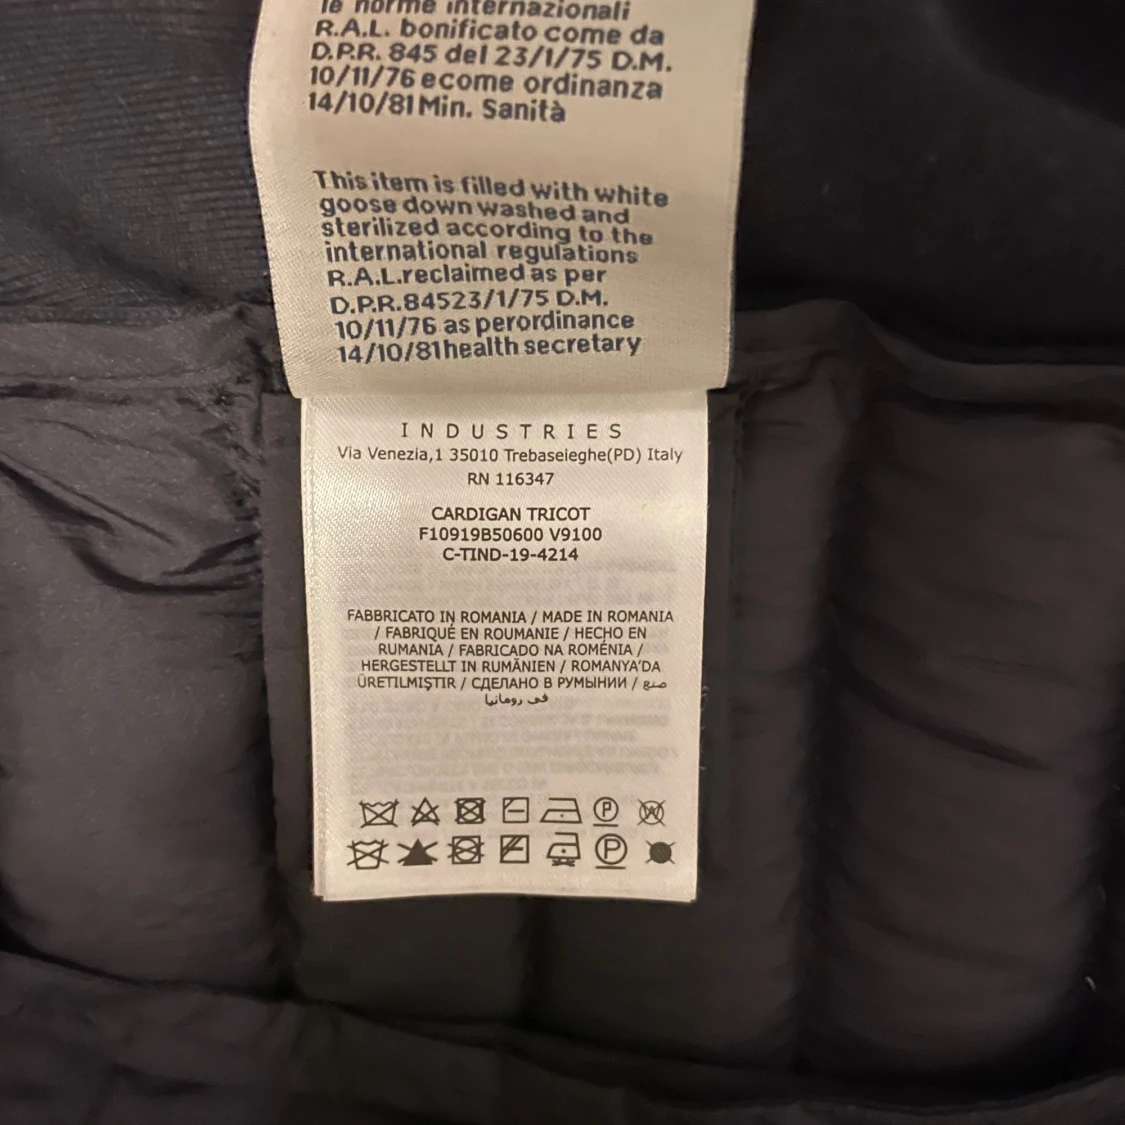 le norme internazionali
R.A.L. bonificato come da
D.P.R. 845 del 23/1/75 D.M.
10/11/76 ecome ordinanza
14/10/81 Min. Sanità
This item is filled with white
goose down washed and
sterilized according to the
international regulations
R.A.L.reclaimed as per
D.P.R.84523/1/75 D.M.
10/11/76 as perordinance
14/10/81health secretary
INDUSTRIES
Via Venezia,1 35010 Trebaseieghe(PD) Italy
RN 116347
CARDIGAN TRICOT
F10919B50600 V9100
C-TIND-19-4214
FABBRICATO IN ROMANIA / MADE IN ROMANIA
/ FABRIQUÉ EN ROUMANIE / HECHO EN
RUMANIA / FABRICADO NA ROMÉNIA /
HERGESTELLT IN RUMÄNIEN / ROMANYA'DA
ÜRETILMIŞTIR / СДЕЛАНО В РУМЫНИИ / صنع
في رومانيا
P W
P